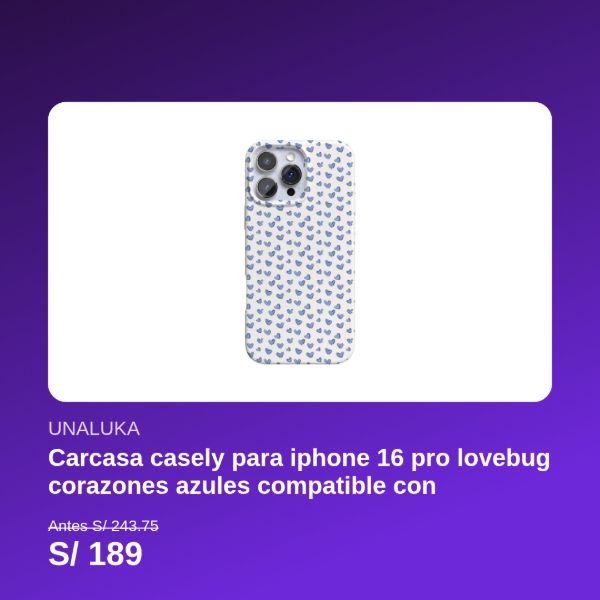 UNALUKA
Carcasa casely para iphone 16 pro lovebug
corazones azules compatible con
Antes S/ 243.75
S/ 189